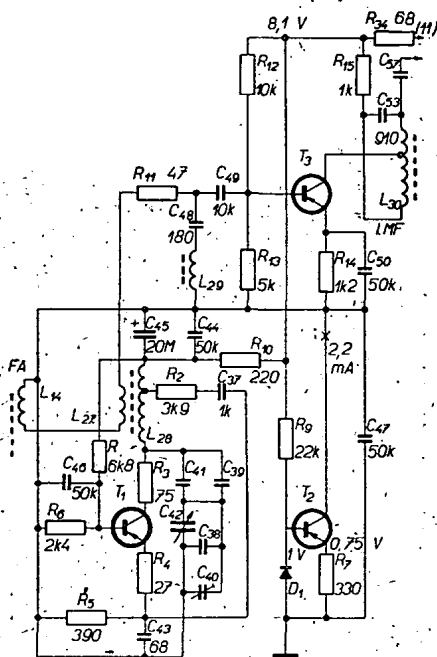 8,1 V
R34 68 (11)
R12
10k
R15
1k
C57
C53
910
T3
R11 47
C49
10k
C48
180
L30
LMF
L29
R13
5k
R14
1k2
C50
50k
C45
+
20M
C44
50k
R10
220
2,2
mA
FA
L14
L27
R2
3k9
C37
1k
L28
R9
22k
C47
50k
R
6k8
C46
50k
T1
R3
75
C41
C39
C42
C38
T2
R6
2k4
R4
27
C40
1V
0,75 V
D1
R7
330
R5
390
C43
68